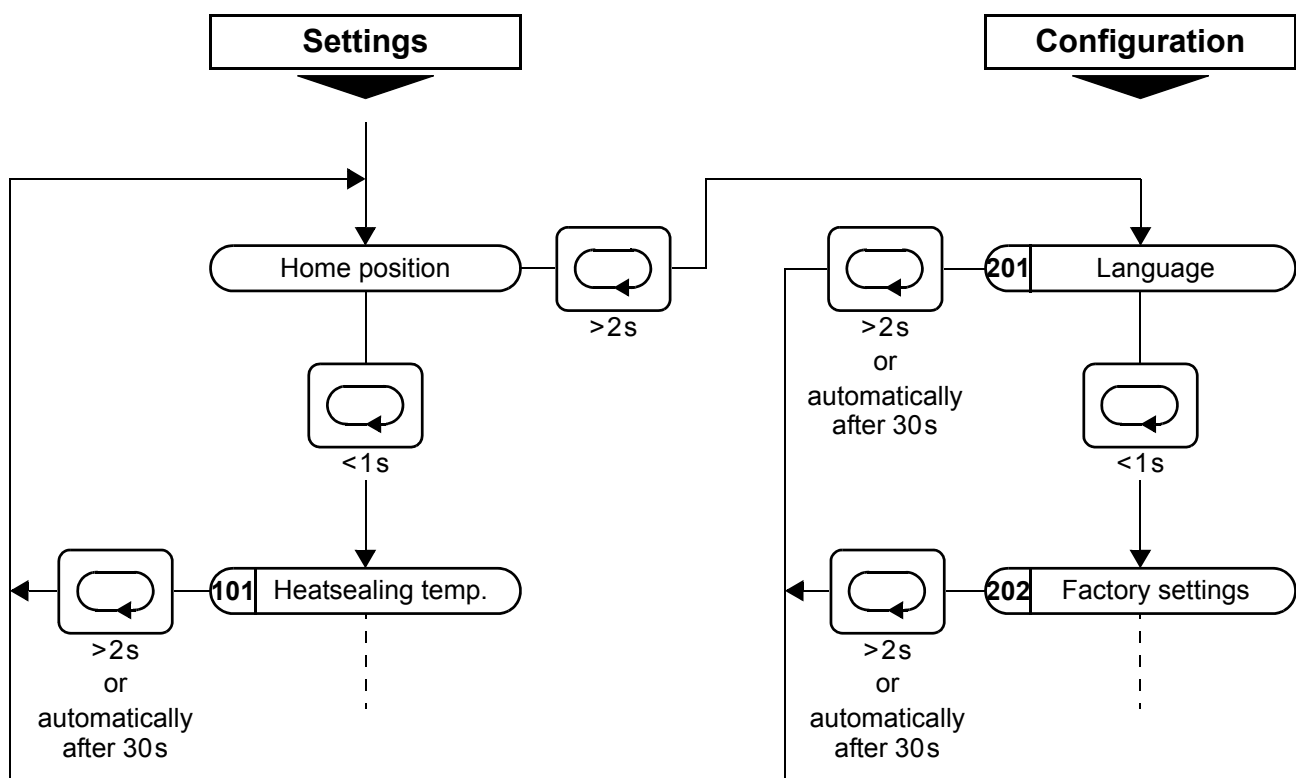 Settings
Configuration
Home position
>2s
201 Language
>2s
or
automatically
after 30s
<1s
<1s
101 Heatsealing temp.
>2s
or
automatically
after 30s
202 Factory settings
>2s
or
automatically
after 30s